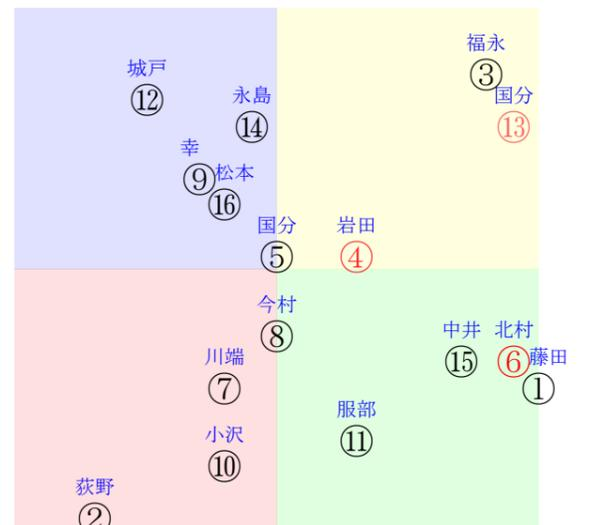 福永
③
城戸
⑫
国分
⑬
永島
⑭
幸
⑨
松本
⑯
国分
⑤
岩田
④
今村
⑧
中井
⑮
北村
⑥
藤田
①
川端
⑦
服部
⑪
小沢
⑩
荻野
②